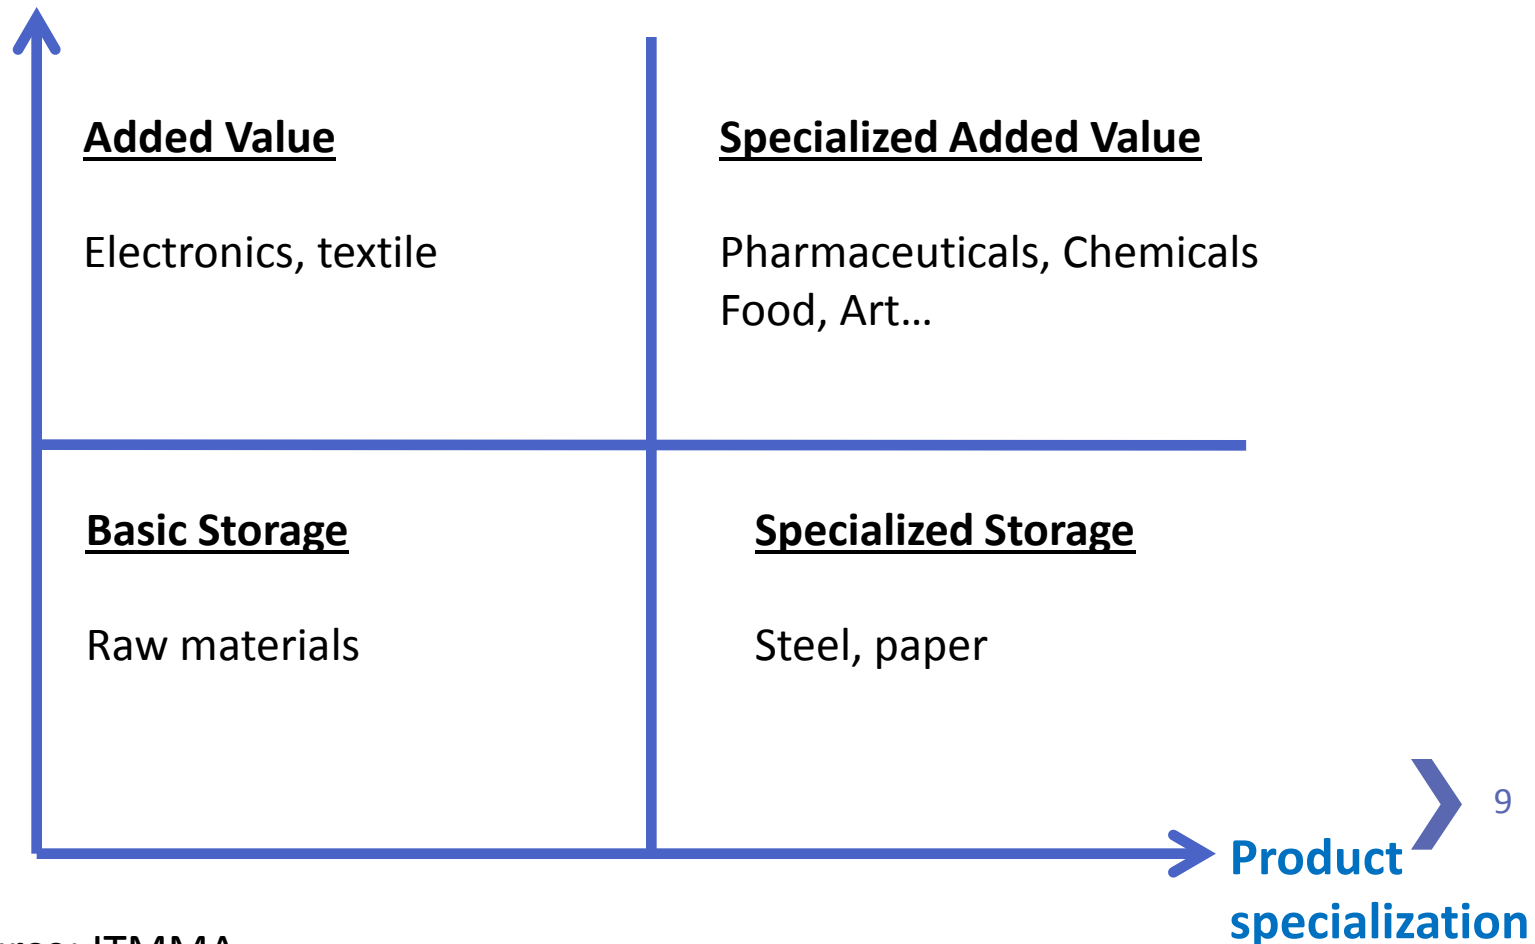 Added Value
Specialized Added Value
Electronics, textile
Pharmaceuticals, Chemicals
Food, Art…
Basic Storage
Specialized Storage
Raw materials
Steel, paper
9
Product
specialization
ITMMA